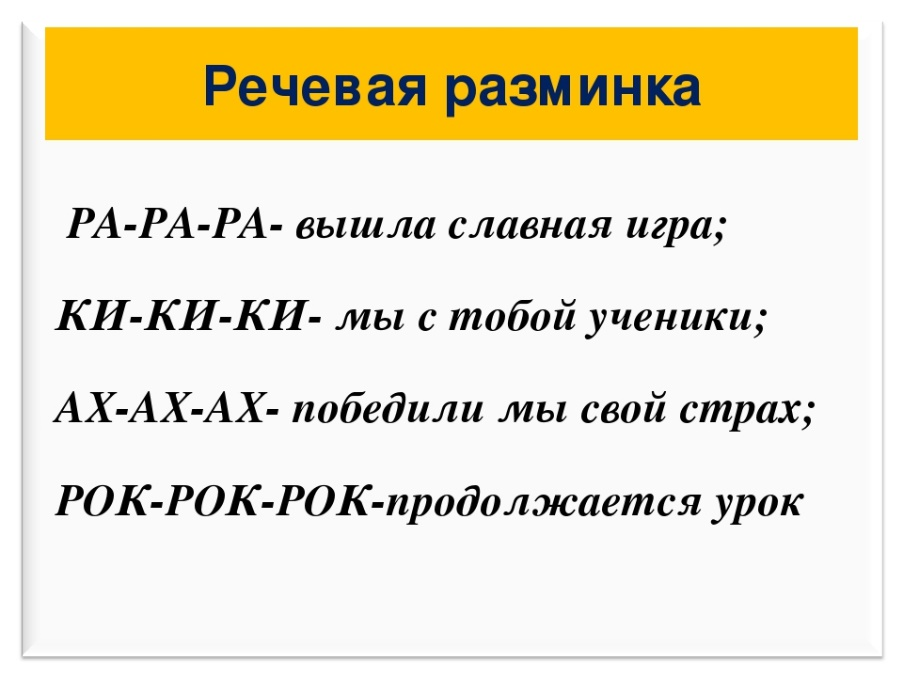 Речевая разминка
РА-РА-РА- вышла славная игра;
КИ-КИ-КИ- мы с тобой ученики;
АХ-АХ-АХ- победили мы свой страх;
РОК-РОК-РОК-продолжается урок